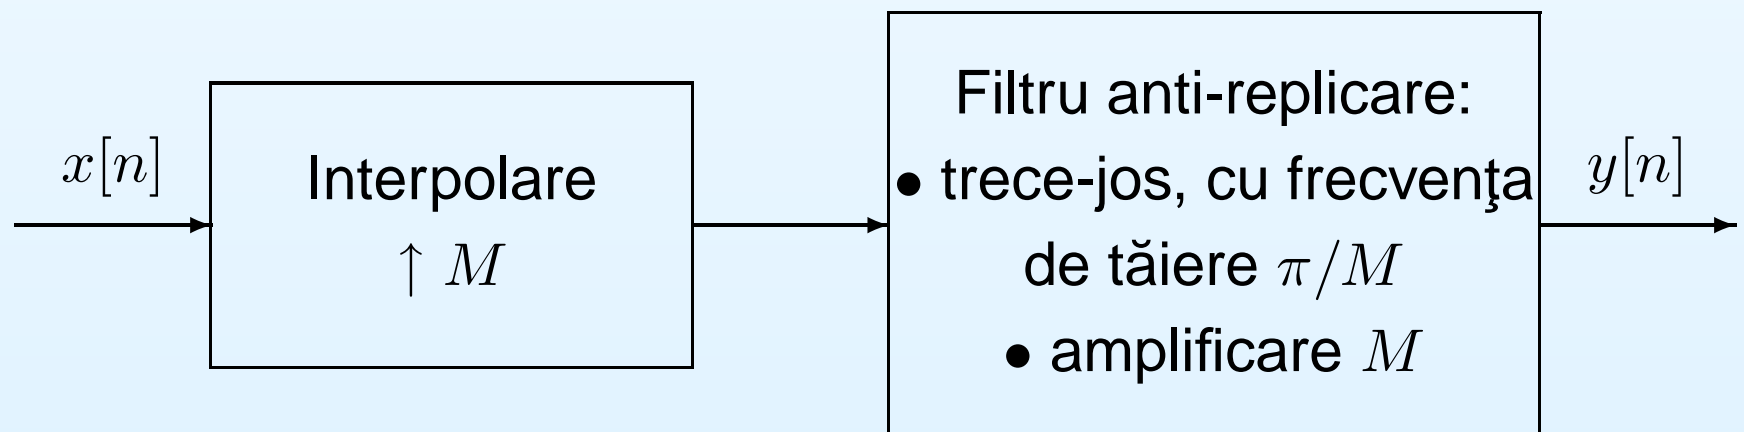 x[n]
Interpolare
↑ M
Filtru anti-replicare:
• trece-jos, cu frecvenţa
de tăiere π/M
• amplificare M
y[n]